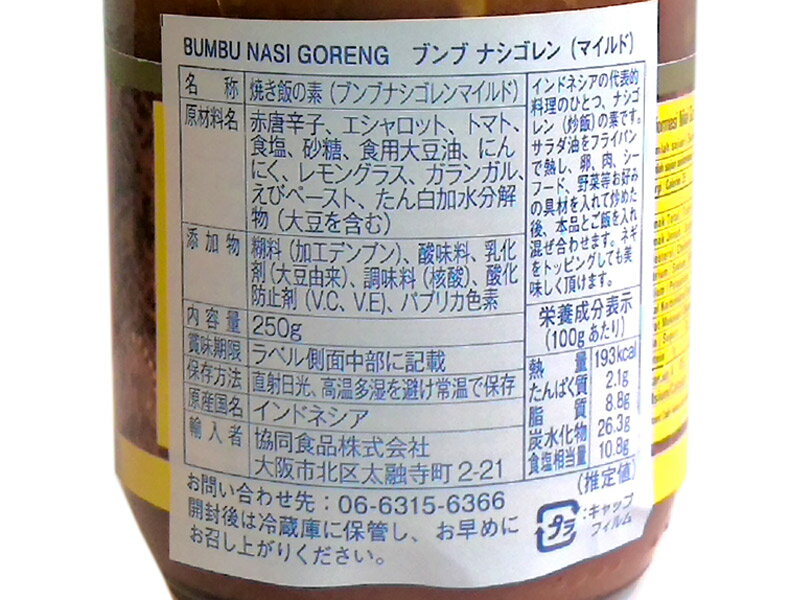 BUMBU NASI GORENG ブンブ ナシゴレン (マイルド)
名称 焼き飯の素 (ブンブナシゴレンマイルド)
原材料名 赤唐辛子、エシャロット、トマト、
食塩、砂糖、食用大豆油、にん
にく、レモングラス、ガランガル、
えびペースト、たん白加水分解
物 (大豆を含む)
添加物 糊料 (加工デンプン)、酸味料、乳化
剤 (大豆由来)、調味料 (核酸)、酸化
防止剤 (V.C、V.E)、パプリカ色素
内容量 250g
賞味期限 ラベル側面中部に記載
保存方法 直射日光、高温多湿を避け常温で保存
原産国名 インドネシア
輸入者 協同食品株式会社
大阪市北区太融寺町2-21
インドネシアの代表的
料理のひとつ、ナシゴ
レン (炒飯) の素です。
サラダ油をフライパン
で熱し、卵、肉、シー
フード、野菜等お好み
の具材を入れて炒めた
後、本品とご飯を入れ
混ぜ合わせます。ネギ
をトッピングしても美
味しく頂けます。
栄養成分表示
(100gあたり)
熱量 193kcal
たんぱく質 2.1g
脂質 8.8g
炭水化物 26.3g
食塩相当量 10.8g
(推定値)
お問い合わせ先：06-6315-6366
開封後は冷蔵庫に保管し、お早めに
お召し上がりください。
プラ
:キャップ
フィルム